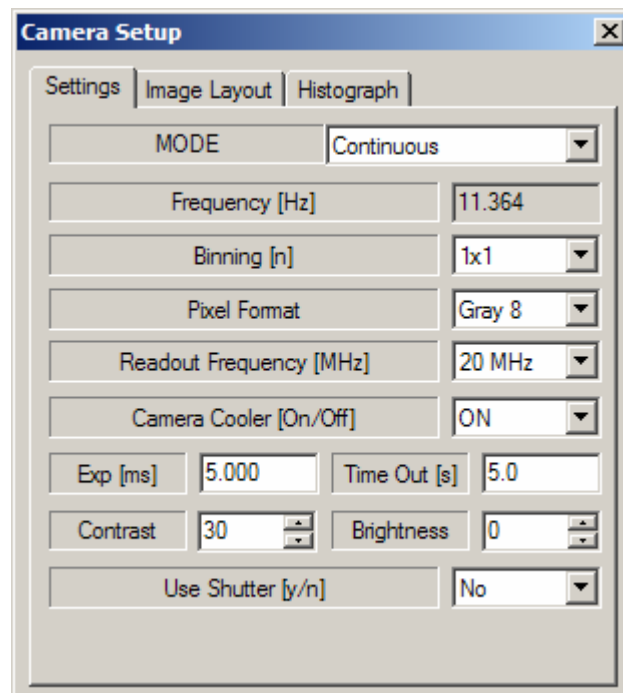 Camera Setup
Settings Image Layout Histograph
MODE Continuous
Frequency [Hz] 11.364
Binning [n] 1x1
Pixel Format Gray 8
Readout Frequency [MHz] 20 MHz
Camera Cooler [On/Off] ON
Exp [ms] 5.000 Time Out [s] 5.0
Contrast 30 Brightness 0
Use Shutter [y/n] No